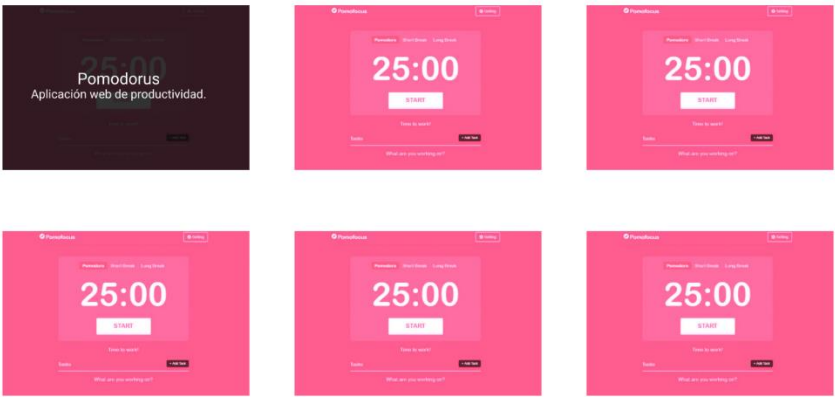 Pomodorus
Aplicación web de productividad.
Pomofocus
Setting
Pomodoro Short Break Long Break
25:00
START
Time to work!
Tasks
+ Add Task
What are you working on?
Pomofocus
Setting
Pomodoro Short Break Long Break
25:00
START
Time to work!
Tasks
+ Add Task
What are you working on?
Pomofocus
Setting
Pomodoro Short Break Long Break
25:00
START
Time to work!
Tasks
+ Add Task
What are you working on?
Pomofocus
Setting
Pomodoro Short Break Long Break
25:00
START
Time to work!
Tasks
+ Add Task
What are you working on?
Pomofocus
Setting
Pomodoro Short Break Long Break
25:00
START
Time to work!
Tasks
+ Add Task
What are you working on?